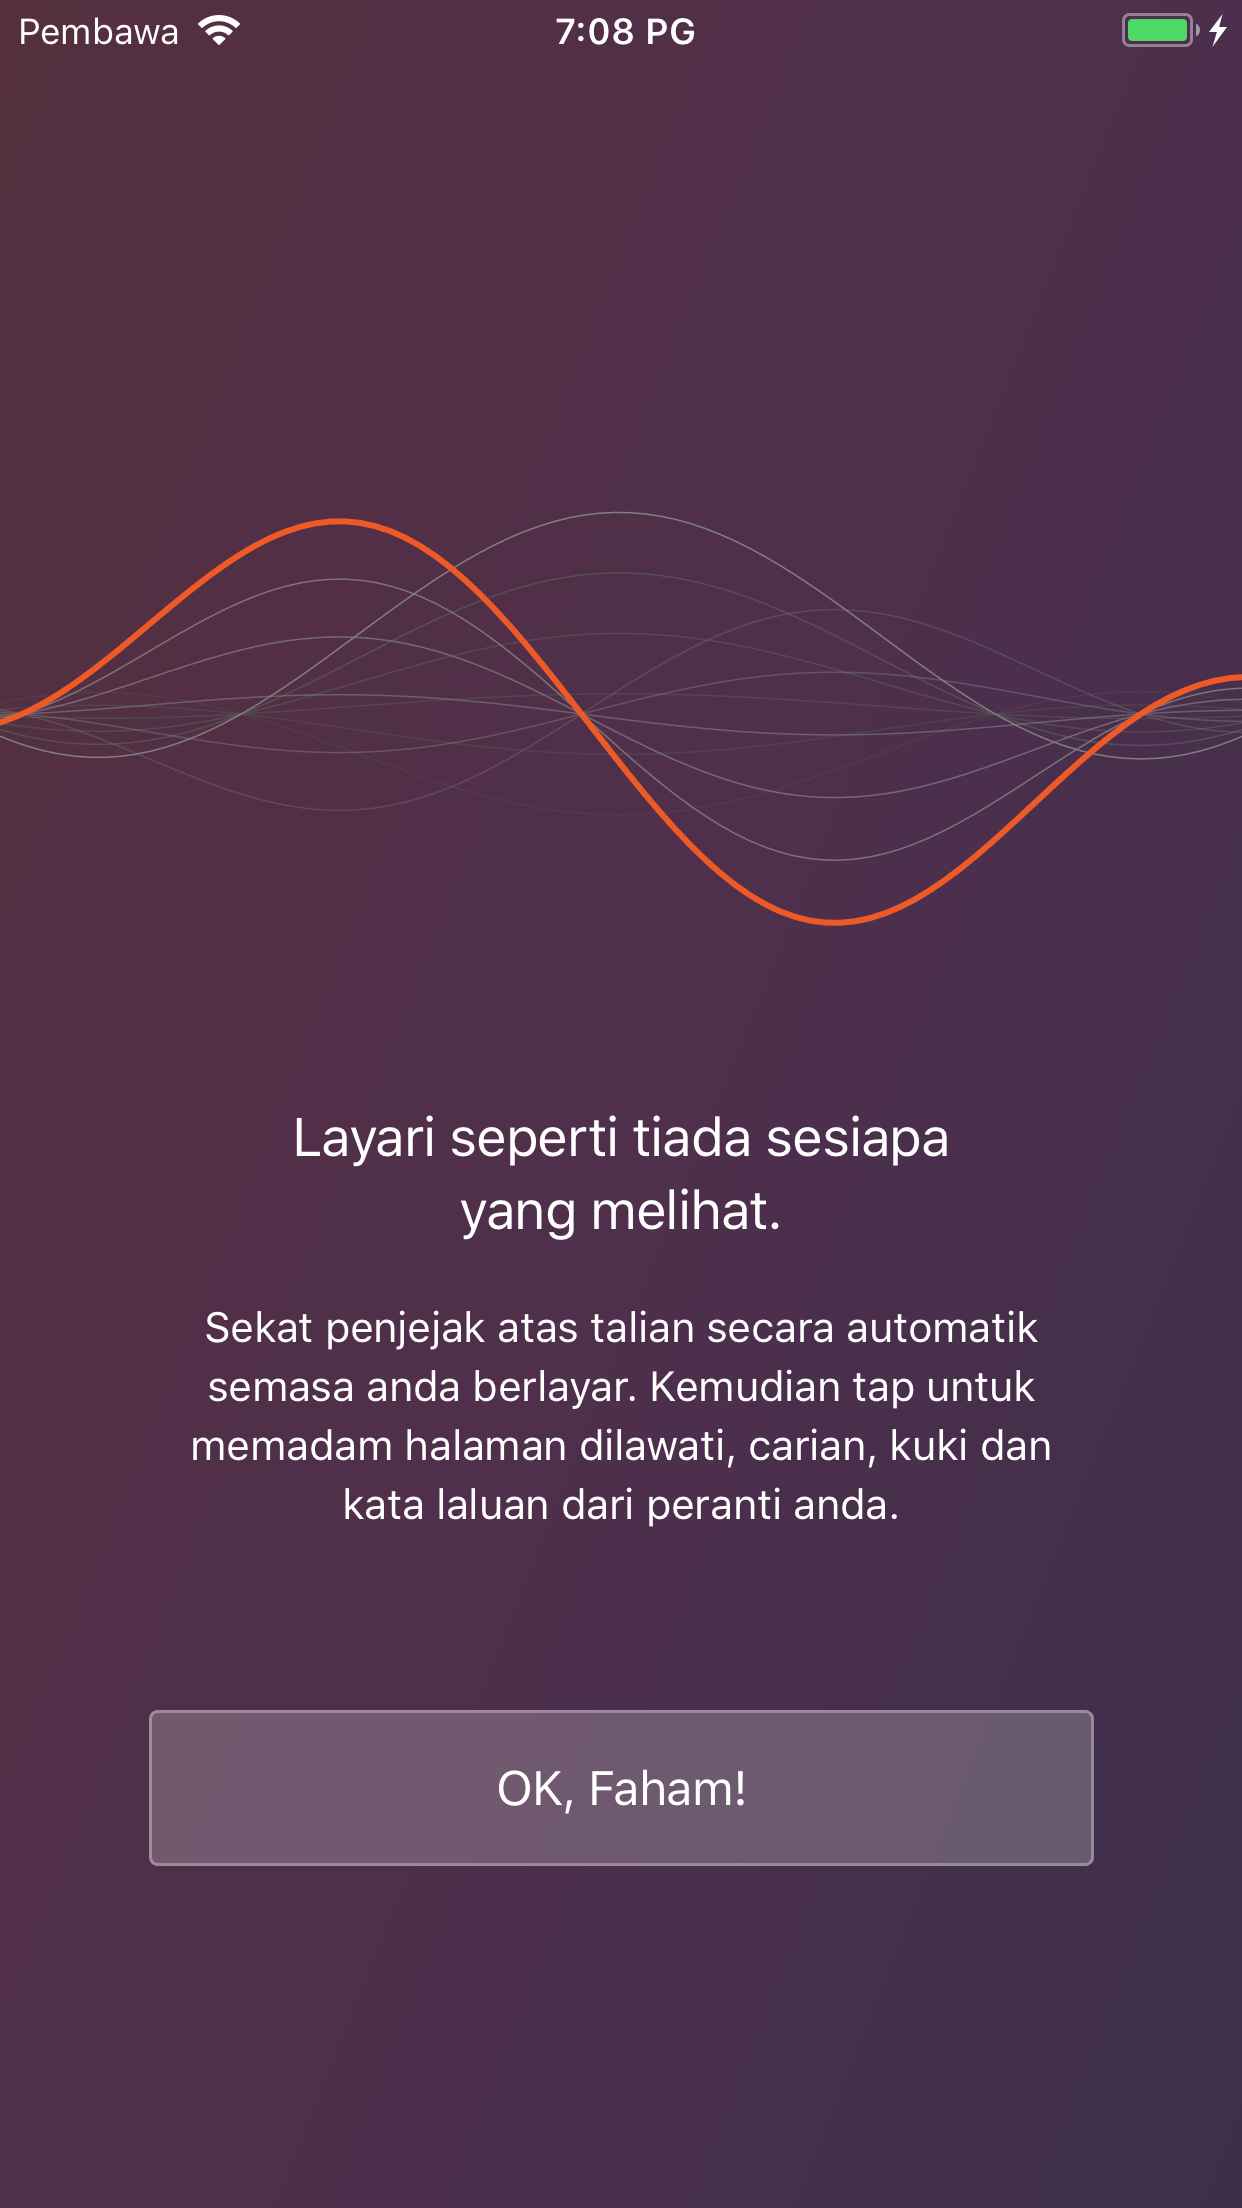 Pembawa
7:08 PG
Layari seperti tiada sesiapa
yang melihat.
Sekat penjejak atas talian secara automatik
semasa anda berlayar. Kemudian tap untuk
memadam halaman dilawati, carian, kuki dan
kata laluan dari peranti anda.
OK, Faham!